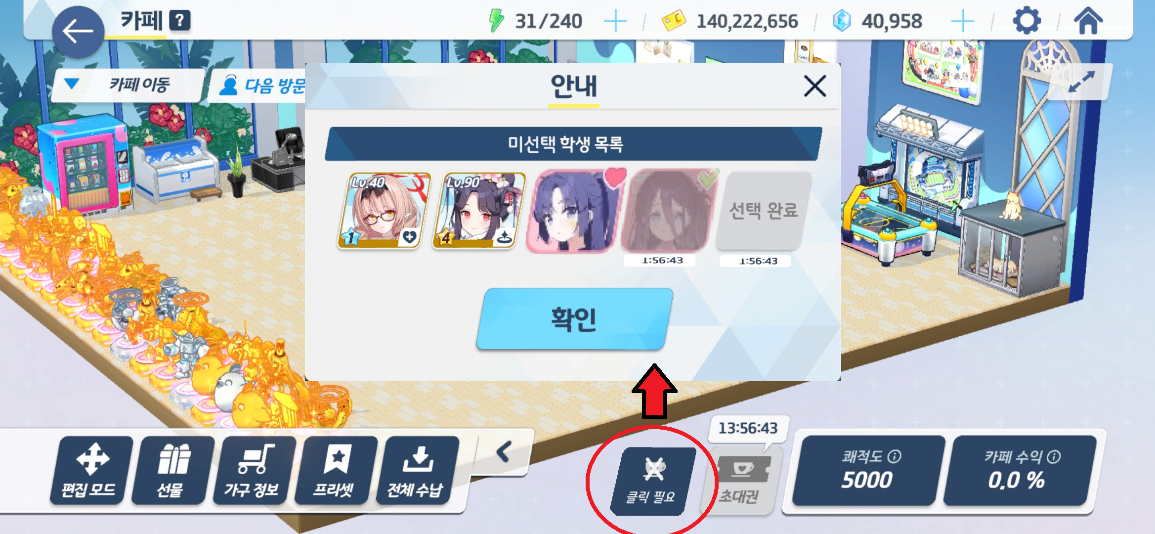 카페 ?
31/240
140,222,656
40,958
카페 이동
다음 방문
안내
미선택 학생 목록
Lv.40
Lv.90
1
4
선택 완료
1:56:43
1:56:43
확인
13:56:43
편집 모드
선물
가구 정보
프리셋
전체 수납
클릭 필요
초대권
쾌적도
5000
카페 수익
0.0 %